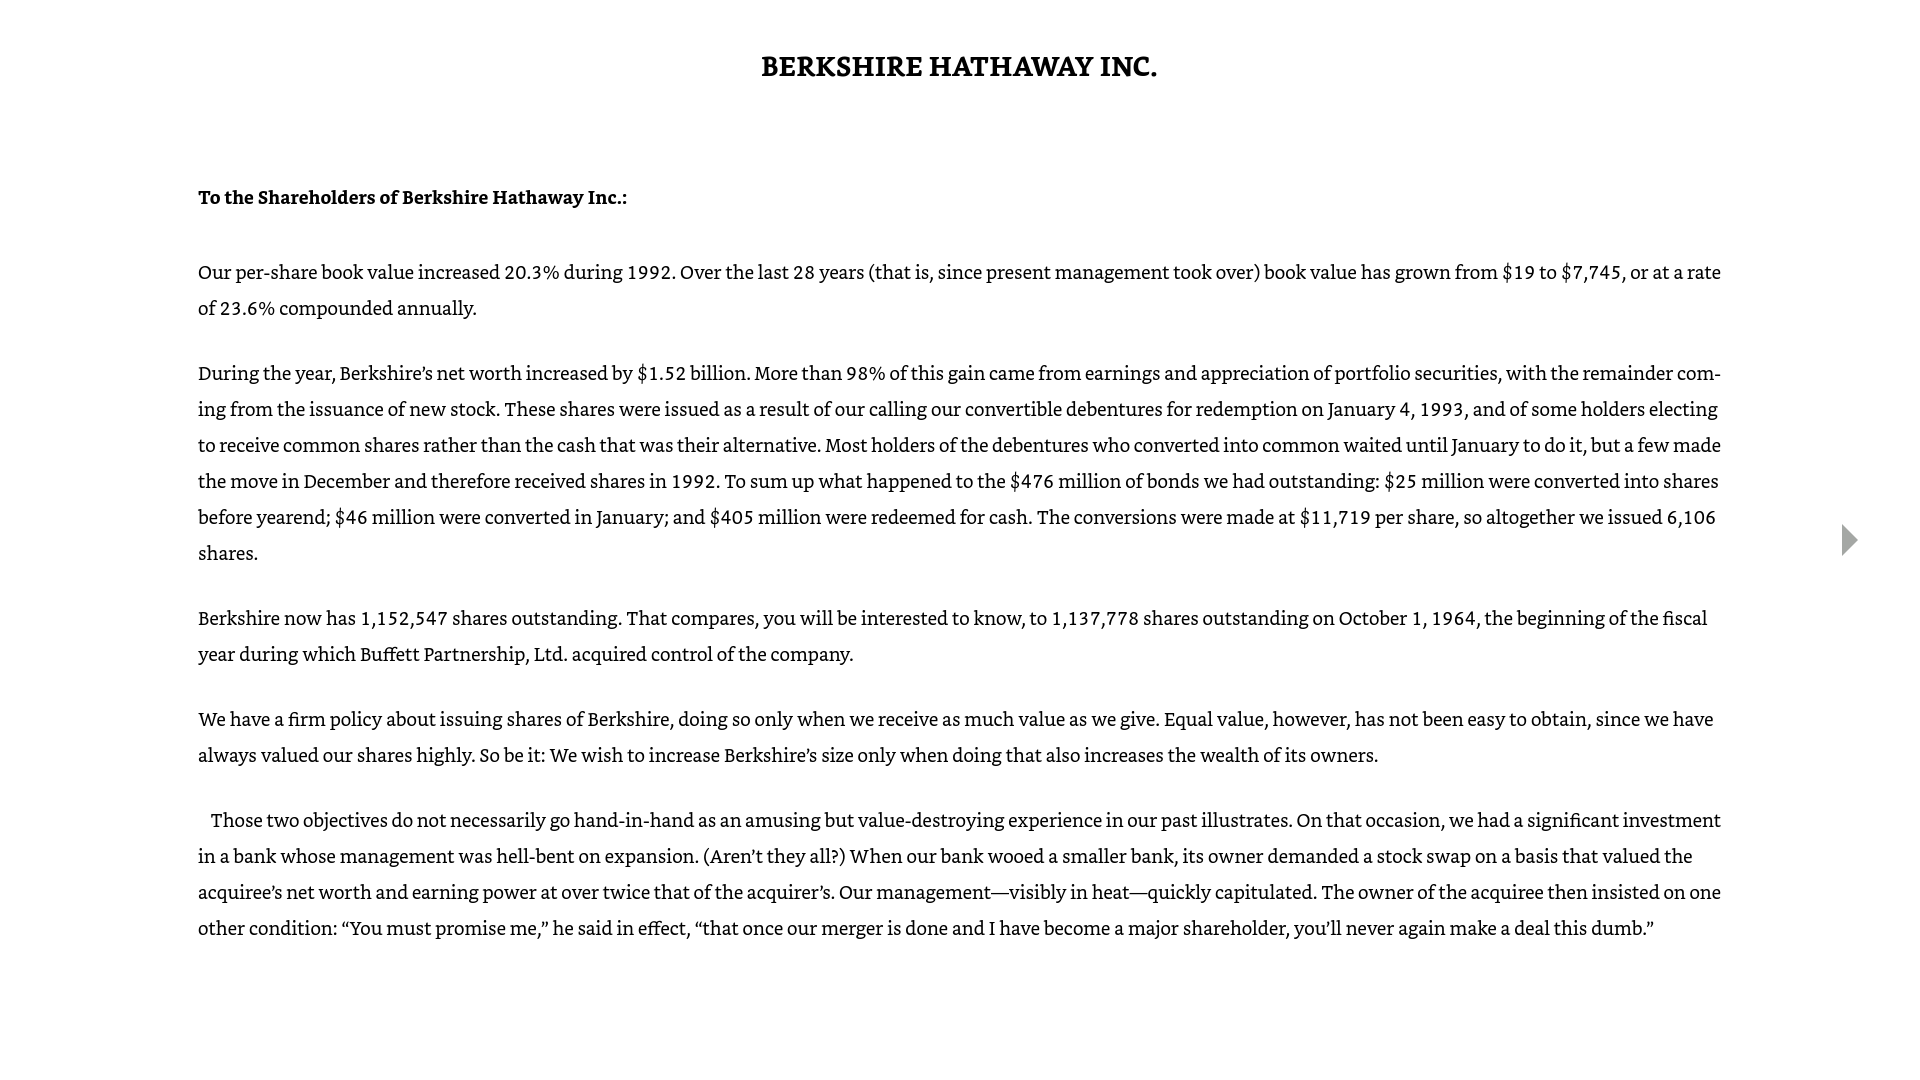 BERKSHIRE HATHAWAY INC.
To the Shareholders of Berkshire Hathaway Inc.:
Our per-share book value increased 20.3% during 1992. Over the last 28 years (that is, since present management took over) book value has grown from $19 to $7,745, or at a rate
of 23.6% compounded annually.
During the year, Berkshire’s net worth increased by $1.52 billion. More than 98% of this gain came from earnings and appreciation of portfolio securities, with the remainder com-
ing from the issuance of new stock. These shares were issued as a result of our calling our convertible debentures for redemption on January 4, 1993, and of some holders electing
to receive common shares rather than the cash that was their alternative. Most holders of the debentures who converted into common waited until January to do it, but a few made
the move in December and therefore received shares in 1992. To sum up what happened to the $476 million of bonds we had outstanding: $25 million were converted into shares
before yearend; $46 million were converted in January; and $405 million were redeemed for cash. The conversions were made at $11,719 per share, so altogether we issued 6,106
shares.
Berkshire now has 1,152,547 shares outstanding. That compares, you will be interested to know, to 1,137,778 shares outstanding on October 1, 1964, the beginning of the fiscal
year during which Buffett Partnership, Ltd. acquired control of the company.
We have a firm policy about issuing shares of Berkshire, doing so only when we receive as much value as we give. Equal value, however, has not been easy to obtain, since we have
always valued our shares highly. So be it: We wish to increase Berkshire’s size only when doing that also increases the wealth of its owners.
Those two objectives do not necessarily go hand-in-hand as an amusing but value-destroying experience in our past illustrates. On that occasion, we had a significant investment
in a bank whose management was hell-bent on expansion. (Aren’t they all?) When our bank wooed a smaller bank, its owner demanded a stock swap on a basis that valued the
acquiree’s net worth and earning power at over twice that of the acquirer’s. Our management—visibly in heat—quickly capitulated. The owner of the acquiree then insisted on one
other condition: “You must promise me,” he said in effect, “that once our merger is done and I have become a major shareholder, you’ll never again make a deal this dumb.”